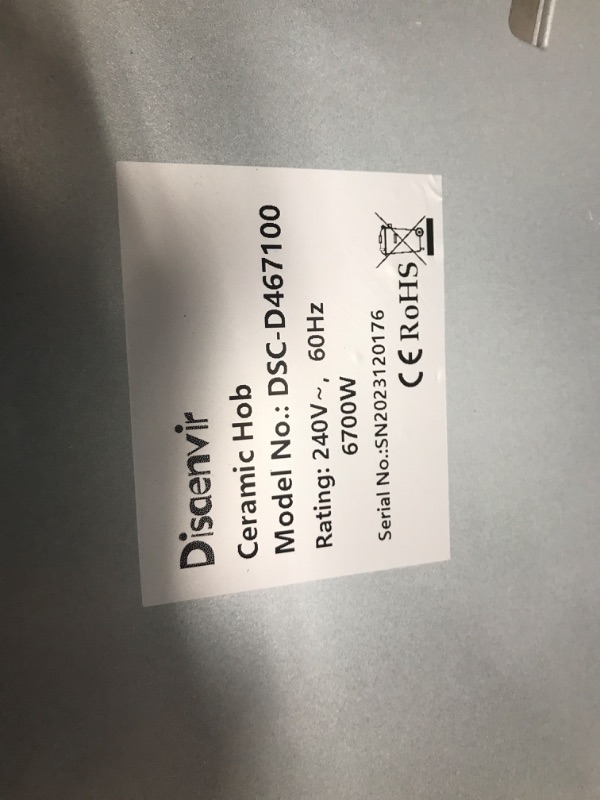 Disaenvir
Ceramic Hob
Model No.: DSC-D467100
Rating: 240V~, 60Hz
6700W
Serial No.:SN2023120176
CE RoHS